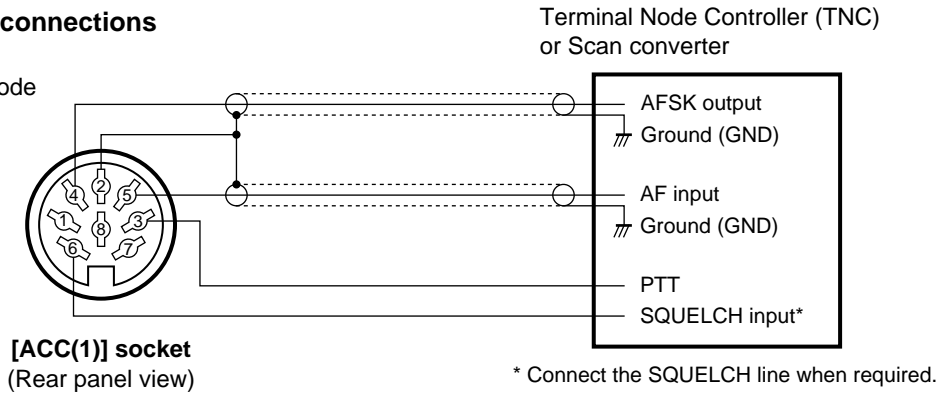 connections
Terminal Node Controller (TNC)
or Scan converter
ode
AFSK output
Ground (GND)
AF input
Ground (GND)
PTT
SQUELCH input*
4
2
5
1
8
3
6
7
[ACC(1)] socket
(Rear panel view)
* Connect the SQUELCH line when required.